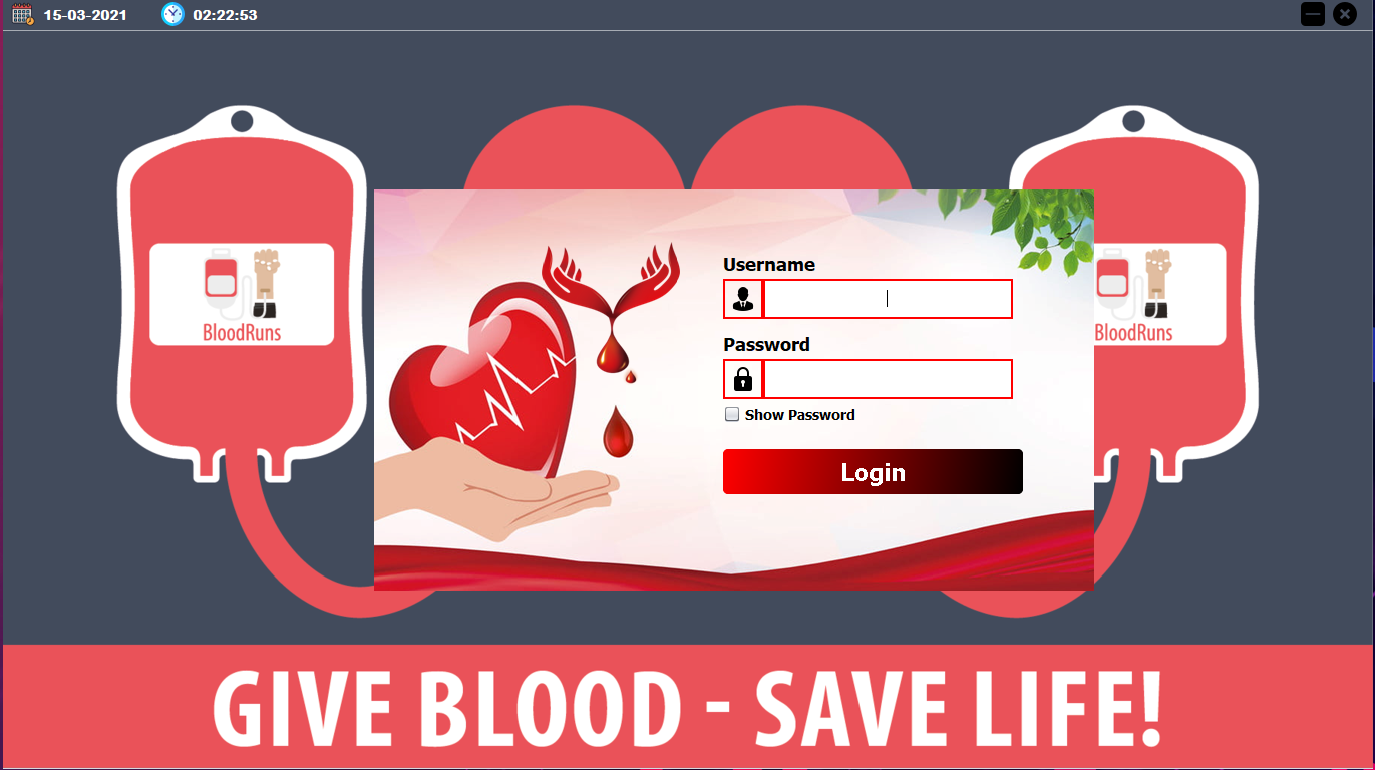 15-03-2021 02:22:53
BloodRuns
BloodRuns
Username
Password
Show Password
Login
GIVE BLOOD - SAVE LIFE!